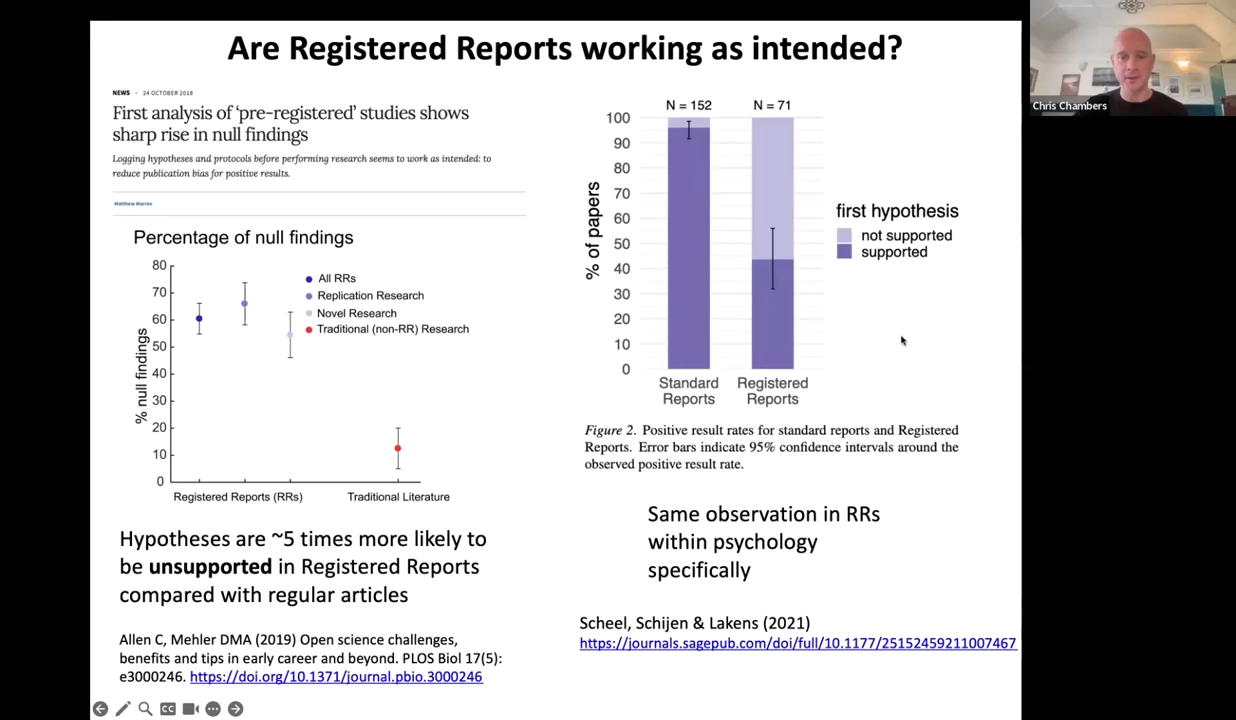 Are Registered Reports working as intended?
NEWS · 24 OCTOBER 2018
First analysis of ‘pre-registered’ studies shows
sharp rise in null findings
Logging hypotheses and protocols before performing research seems to work as intended: to
reduce publication bias for positive results.
Matthew Warren
Percentage of null findings
% null findings
80
70
60
50
40
30
20
10
0
All RRs
Replication Research
Novel Research
Traditional (non-RR) Research
Registered Reports (RRs)
Traditional Literature
Hypotheses are ~5 times more likely to
be unsupported in Registered Reports
compared with regular articles
Allen C, Mehler DMA (2019) Open science challenges,
benefits and tips in early career and beyond. PLOS Biol 17(5):
e3000246. https://doi.org/10.1371/journal.pbio.3000246
N = 152
N = 71
% of papers
100
90
80
70
60
50
40
30
20
10
0
Standard
Reports
Registered
Reports
first hypothesis
not supported
supported
Figure 2. Positive result rates for standard reports and Registered
Reports. Error bars indicate 95% confidence intervals around the
observed positive result rate.
Same observation in RRs
within psychology
specifically
Scheel, Schijen & Lakens (2021)
https://journals.sagepub.com/doi/full/10.1177/25152459211007467
CC
Chris Chambers